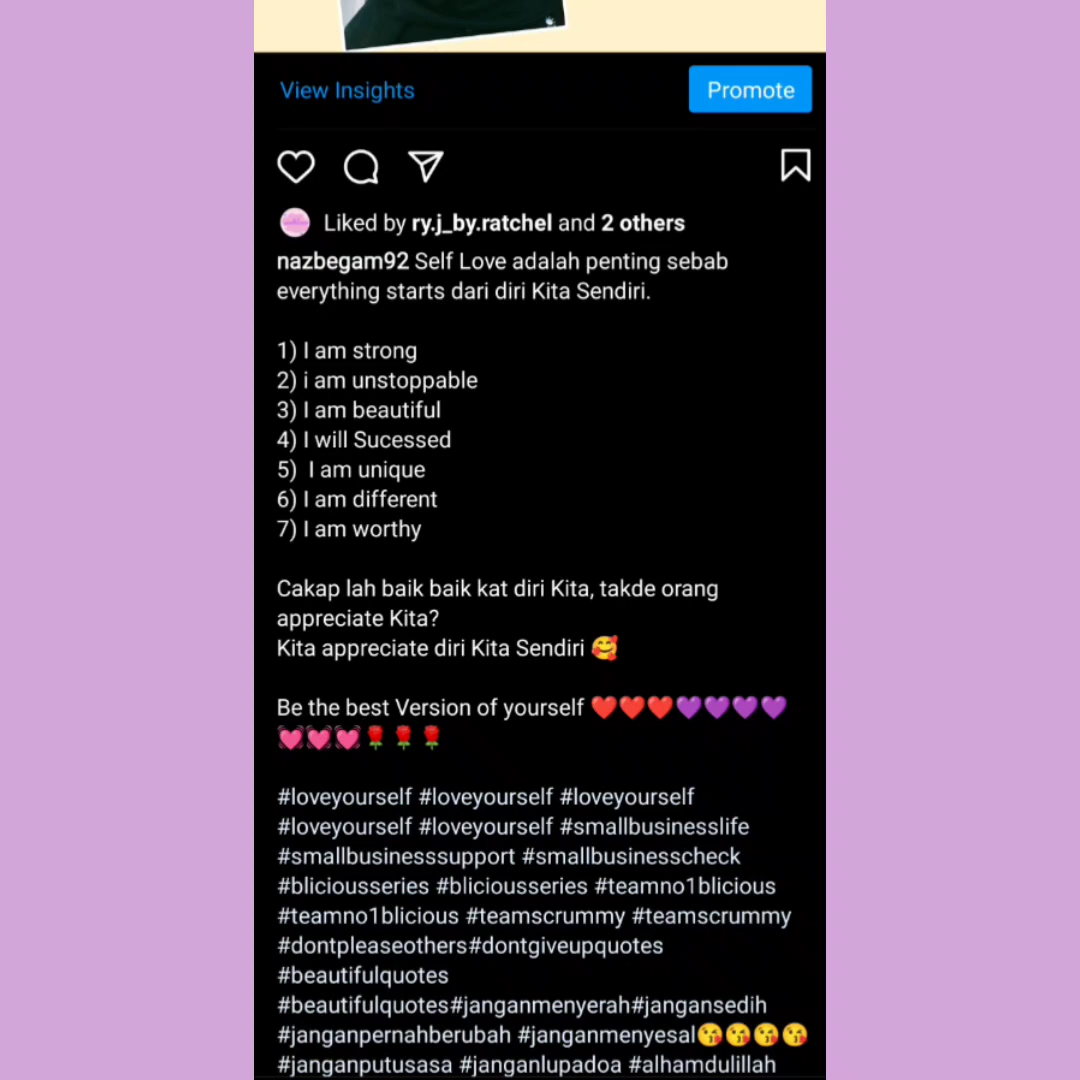 View Insights
Promote
Liked by ry.j_by.ratchel and 2 others
nazbegam92 Self Love adalah penting sebab
everything starts dari diri Kita Sendiri.
1) I am strong
2) i am unstoppable
3) I am beautiful
4) I will Sucessed
5)  I am unique
6) I am different
7) I am worthy
Cakap lah baik baik kat diri Kita, takde orang
appreciate Kita?
Kita appreciate diri Kita Sendiri 🥰
Be the best Version of yourself ❤️❤️❤️💜💜💜💜
💓💓💓🌹🌹🌹
#loveyourself #loveyourself #loveyourself
#loveyourself #loveyourself #smallbusinesslife
#smallbusinesssupport #smallbusinesscheck
#bliciousseries #bliciousseries #teamno1blicious
#teamno1blicious #teamscrummy #teamscrummy
#dontpleaseothers#dontgiveupquotes
#beautifulquotes
#beautifulquotes#janganmenyerah#jangansedih
#janganpernahberubah #janganmenyesal😘😘😘😘
#janganputusasa #janganlupadoa #alhamdulillah